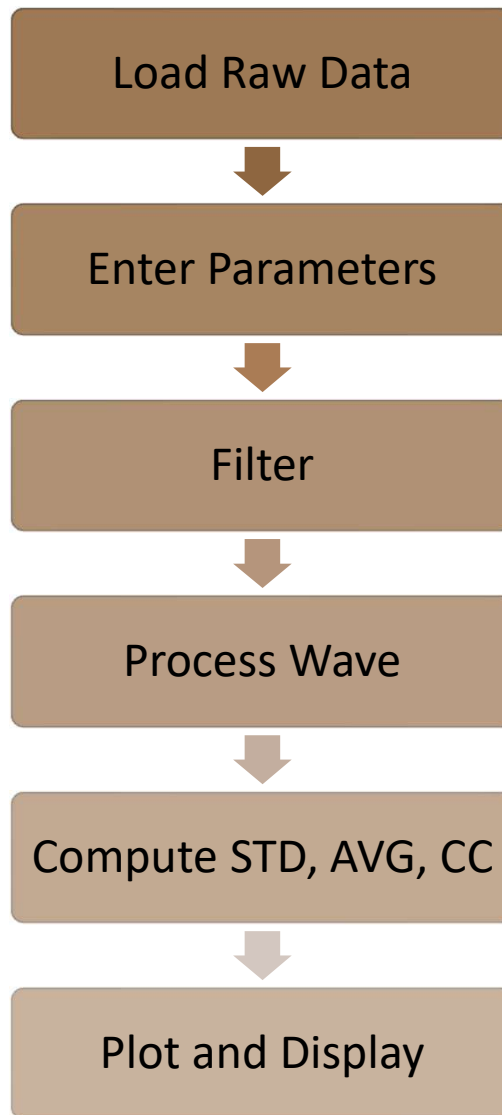 Load Raw Data
Enter Parameters
Filter
Process Wave
Compute STD, AVG, CC
Plot and Display